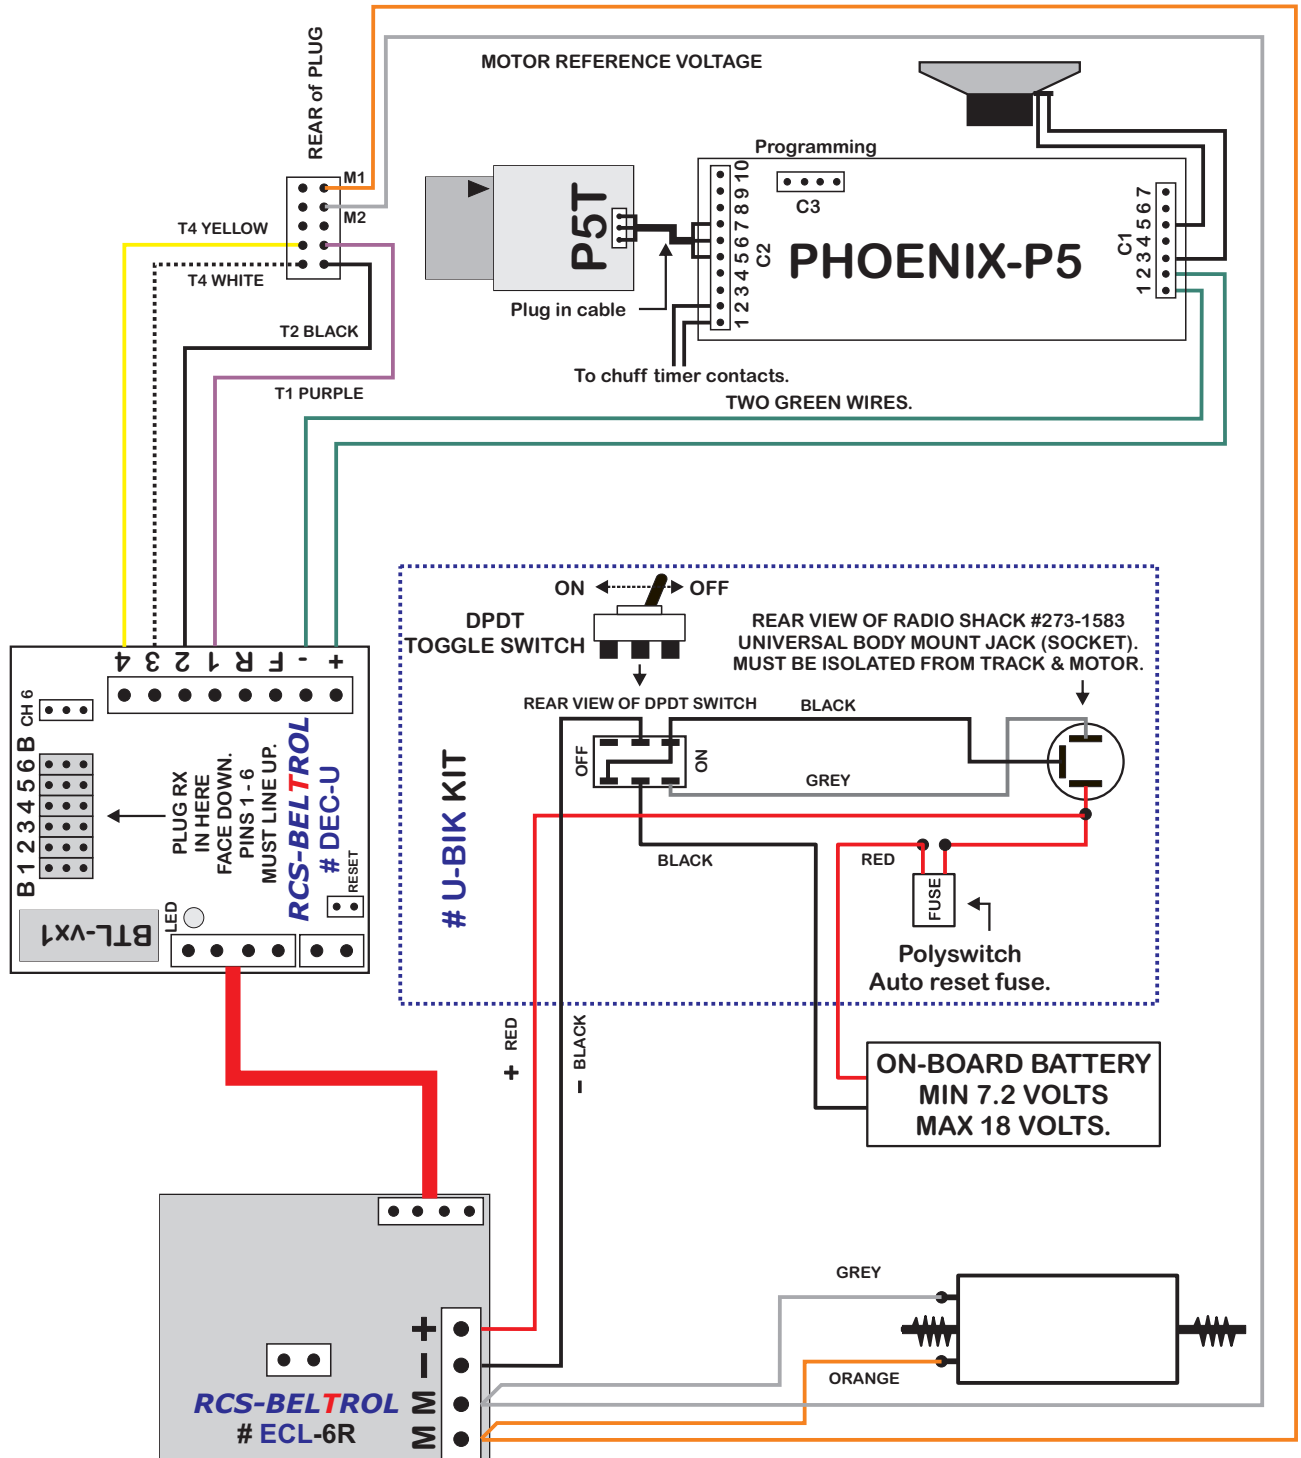 REAR of PLUG
MOTOR REFERENCE VOLTAGE
M1
M2
T4 YELLOW
T4 WHITE
T2 BLACK
T1 PURPLE
P5T
Plug in cable
Programming
C3
1 2 3 4 5 6 7 8 9 10
C2
PHOENIX-P5
C1
1 2 3 4 5 6 7
To chuff timer contacts.
TWO GREEN WIRES.
4 3 2 1 R F - +
CH 6
B 1 2 3 4 5 6 B
PLUG RX
IN HERE
FACE DOWN.
PINS 1 - 6
MUST LINE UP.
RCS-BELTROL
# DEC-U
RESET
LED
BTL-vx1
ON
OFF
DPDT
TOGGLE SWITCH
REAR VIEW OF RADIO SHACK #273-1583
UNIVERSAL BODY MOUNT JACK (SOCKET).
MUST BE ISOLATED FROM TRACK & MOTOR.
REAR VIEW OF DPDT SWITCH
BLACK
OFF
ON
GREY
# U-BIK KIT
BLACK
RED
FUSE
Polyswitch
Auto reset fuse.
+ RED
- BLACK
ON-BOARD BATTERY
MIN 7.2 VOLTS
MAX 18 VOLTS.
GREY
ORANGE
M M - +
RCS-BELTROL
# ECL-6R